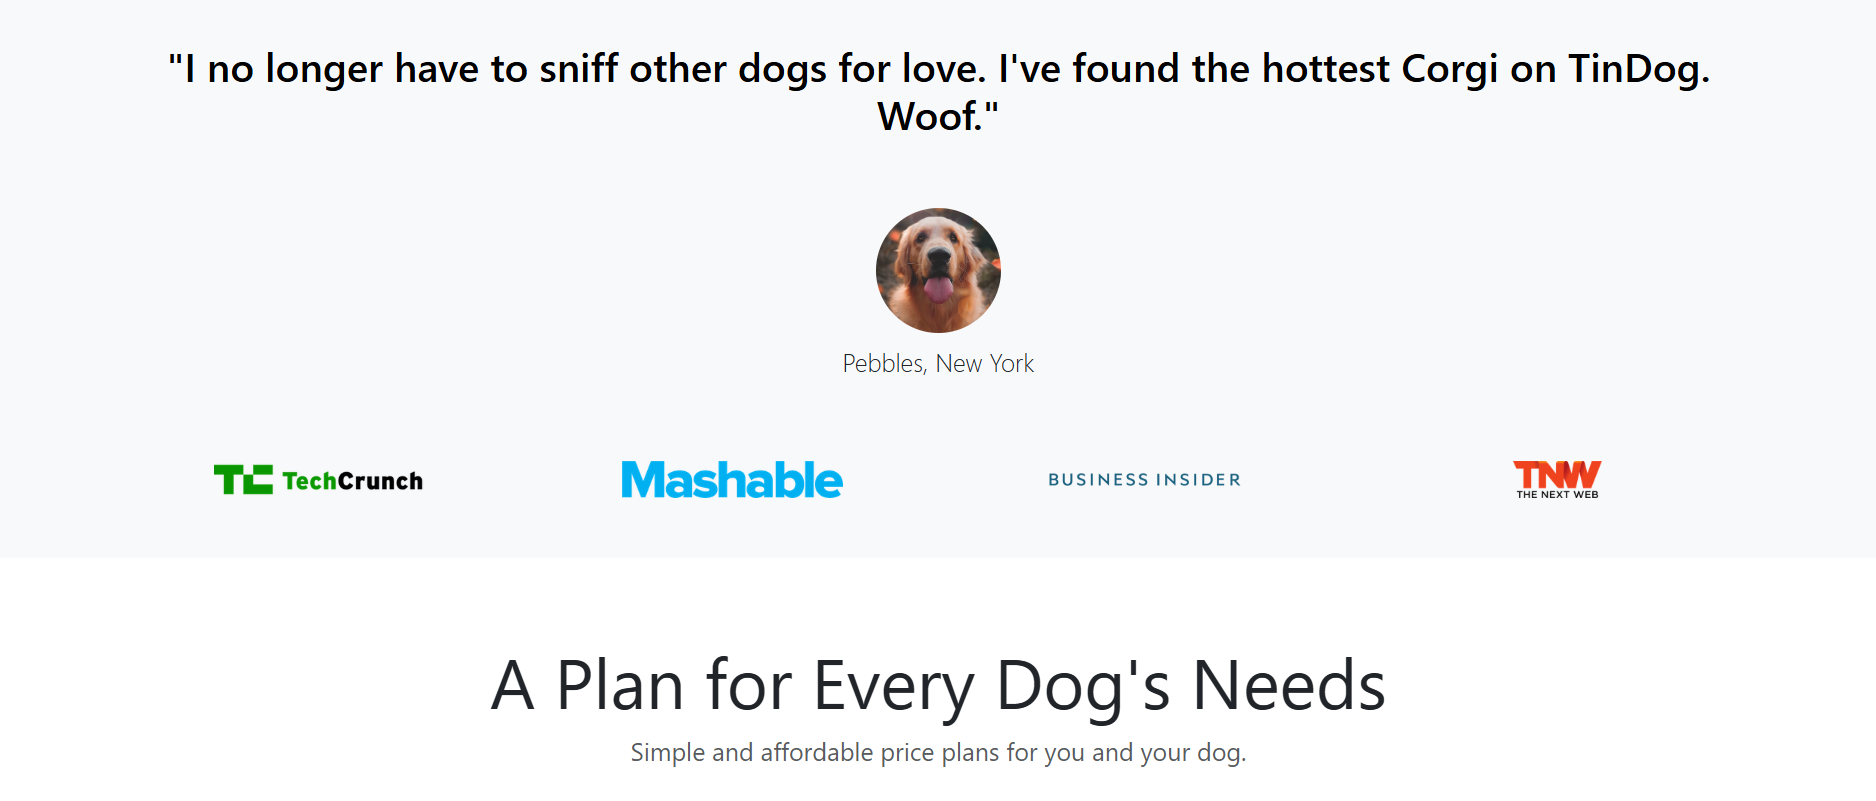 "I no longer have to sniff other dogs for love. I've found the hottest Corgi on TinDog.
Woof."
Pebbles, New York
TC TechCrunch
Mashable
BUSINESS INSIDER
TNW
THE NEXT WEB
A Plan for Every Dog's Needs
Simple and affordable price plans for you and your dog.